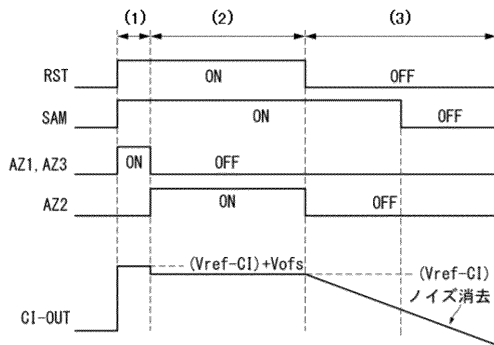 (1) (2) (3)
RST ON OFF
SAM ON OFF
AZ1, AZ3 ON OFF
AZ2 ON OFF
(Vref-CI)+Vofs
(Vref-CI)
ノイズ消去
CI-OUT